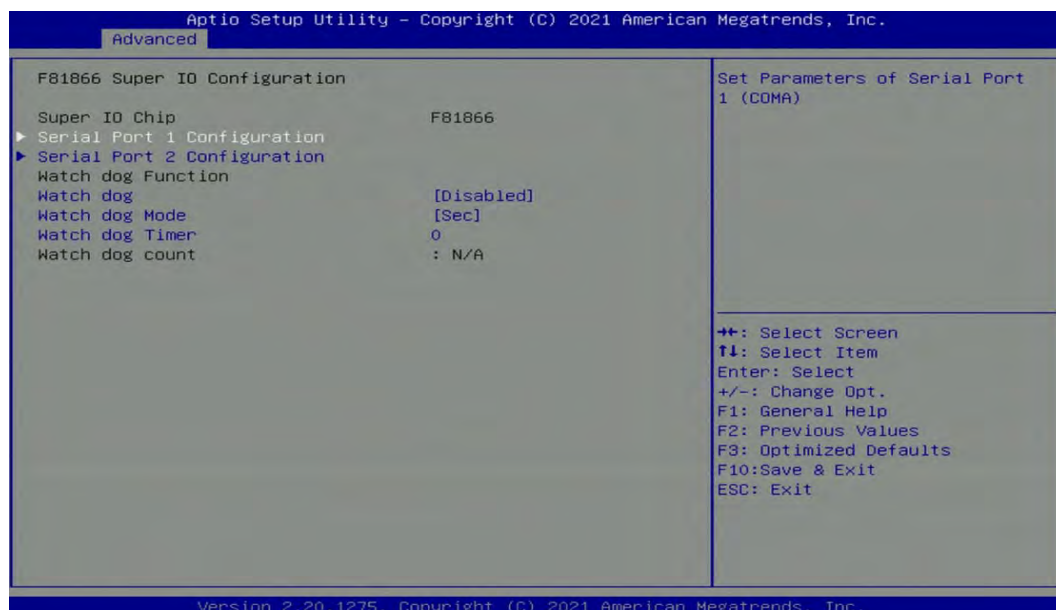 Aptio Setup Utility – Copyright (C) 2021 American Megatrends, Inc.
Advanced
F81866 Super IO Configuration
Super IO Chip F81866
▶ Serial Port 1 Configuration
▶ Serial Port 2 Configuration
Watch dog Function
Watch dog [Disabled]
Watch dog Mode [Sec]
Watch dog Timer 0
Watch dog count : N/A
Set Parameters of Serial Port
1 (COMA)
→←: Select Screen
↑↓: Select Item
Enter: Select
+/-: Change Opt.
F1: General Help
F2: Previous Values
F3: Optimized Defaults
F10:Save & Exit
ESC: Exit
Version 2.20.1275. Copyright (C) 2021 American Megatrends, Inc.